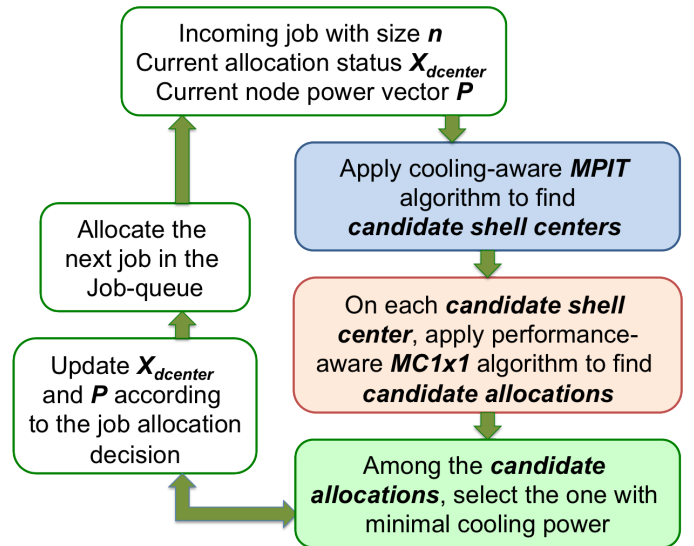 Incoming job with size n
Current allocation status X_dcenter
Current node power vector P
Apply cooling-aware MPIT
algorithm to find
candidate shell centers
On each candidate shell
center, apply performance-
aware MC1x1 algorithm to find
candidate allocations
Among the candidate
allocations, select the one with
minimal cooling power
Update X_dcenter
and P according
to the job allocation
decision
Allocate the
next job in the
Job-queue